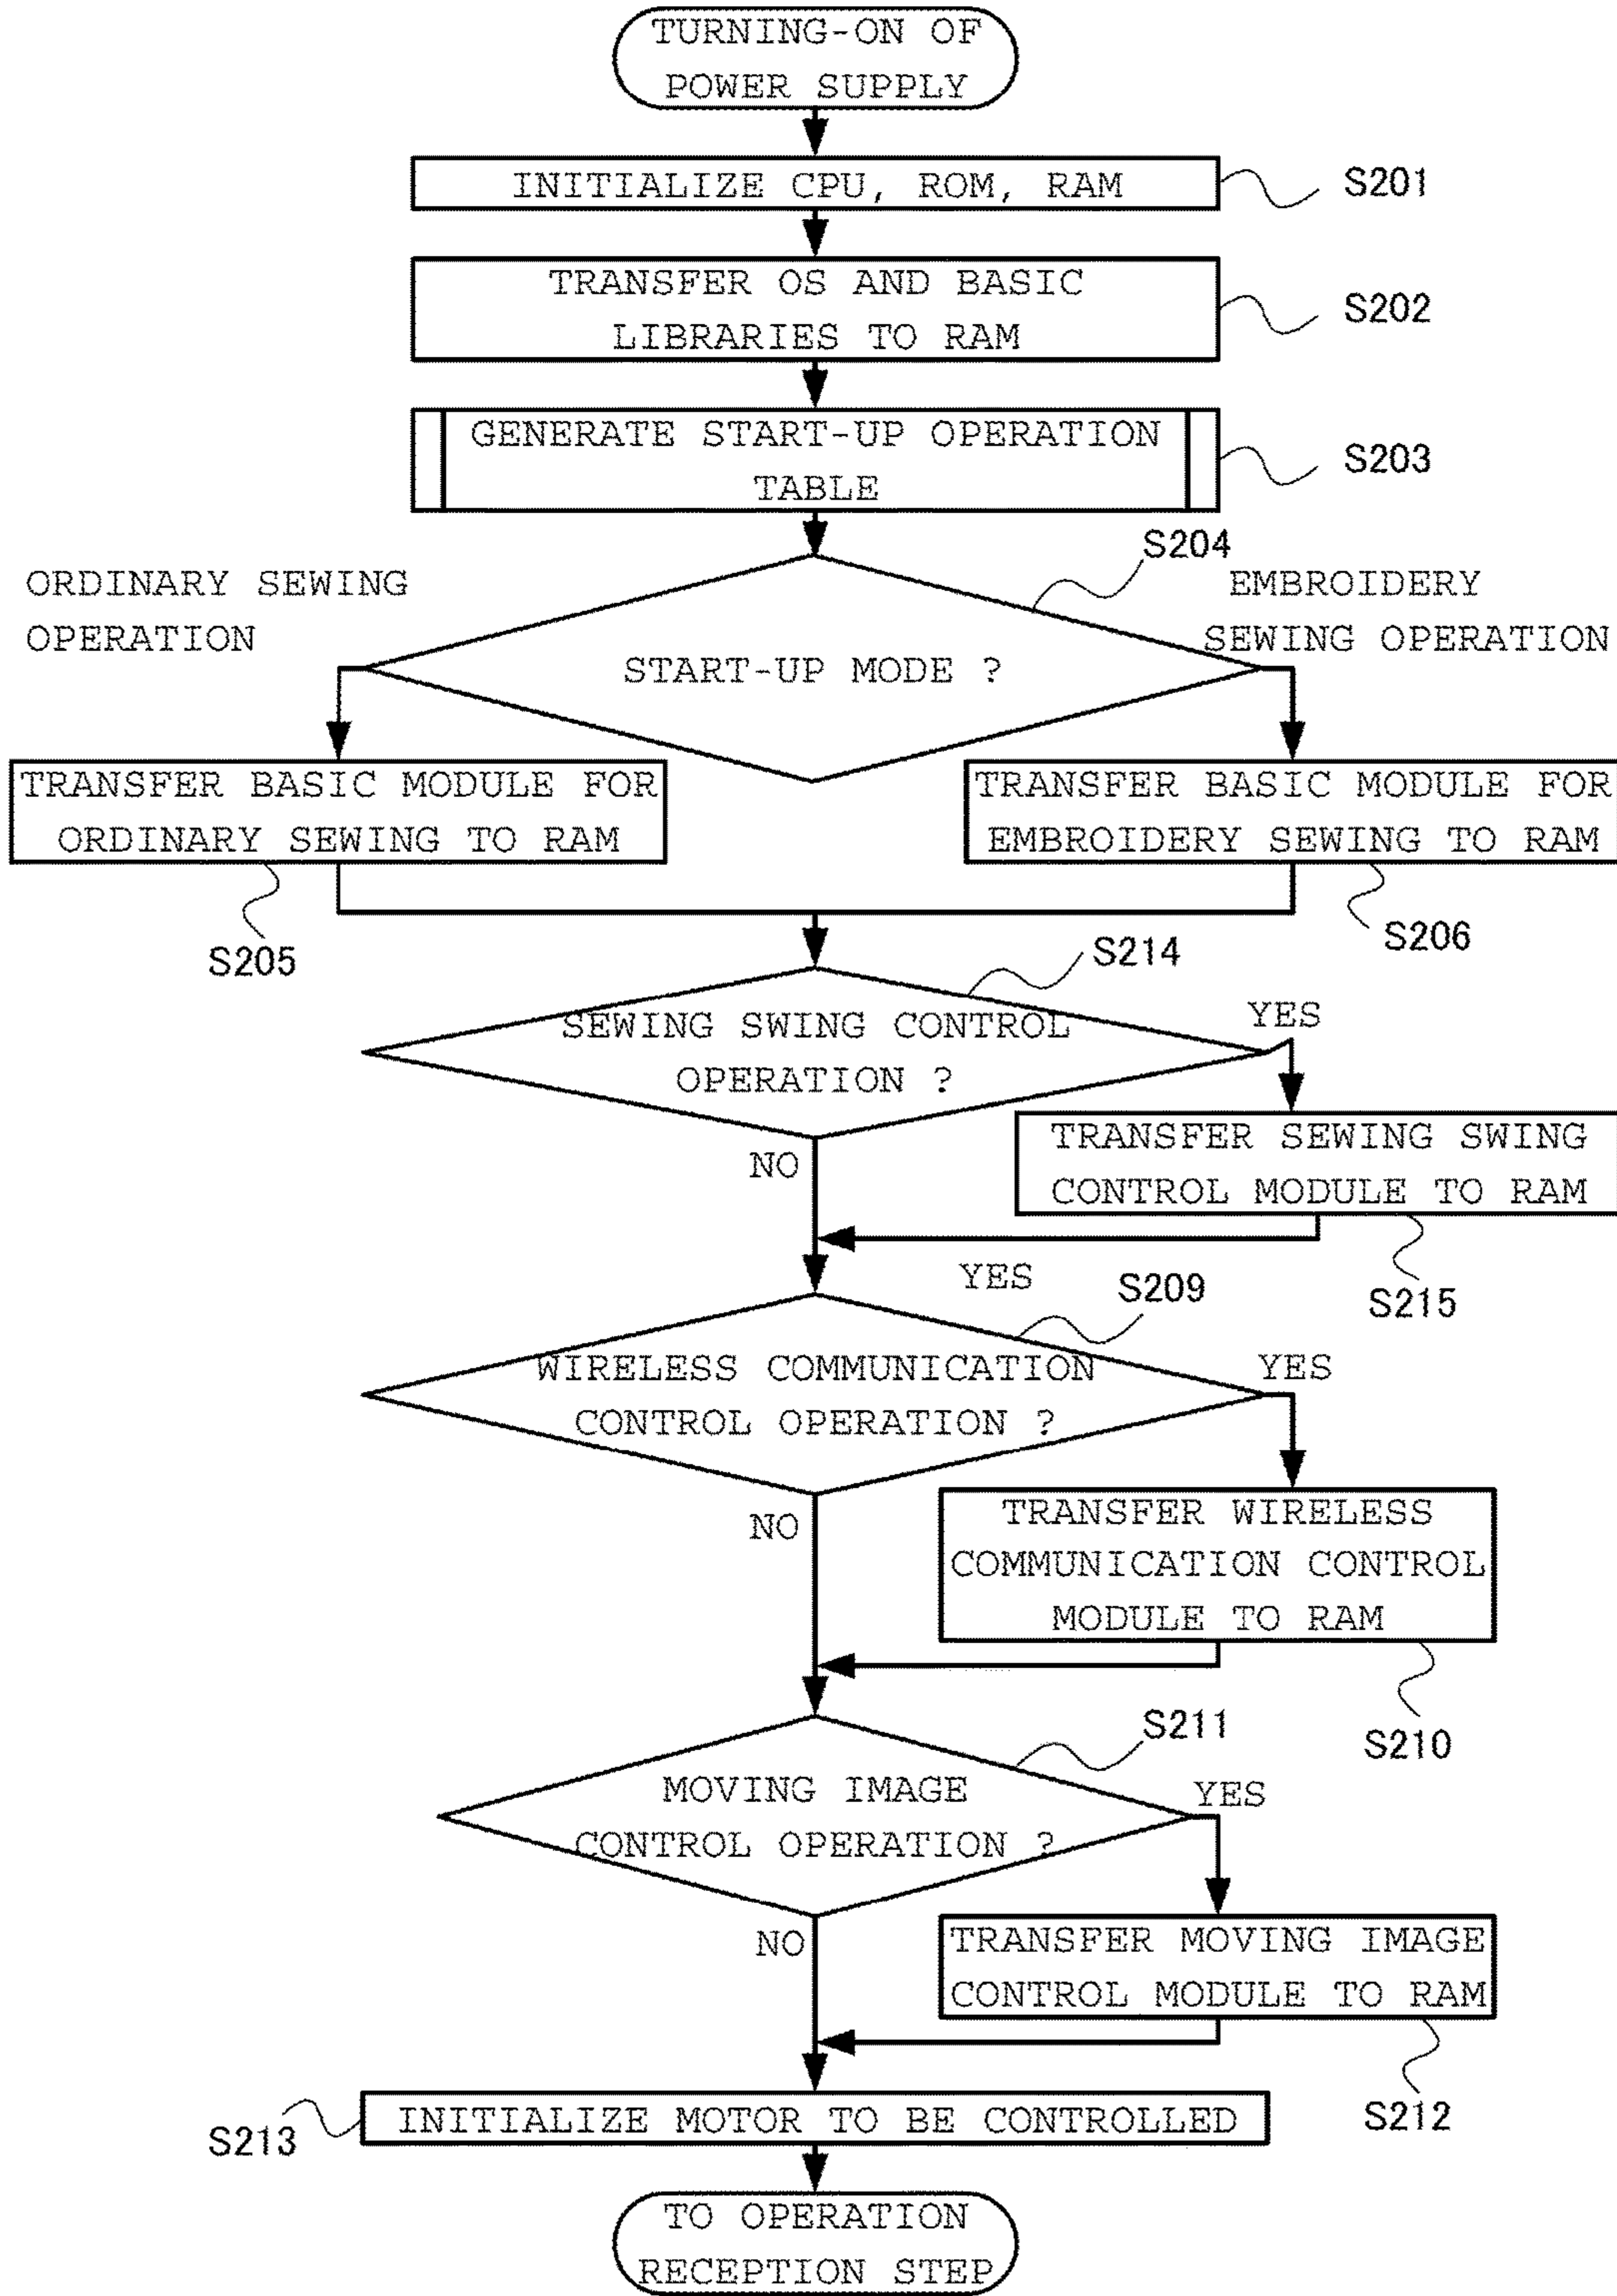 TURNING-ON OF
POWER SUPPLY
INITIALIZE CPU, ROM, RAM
S201
TRANSFER OS AND BASIC
LIBRARIES TO RAM
S202
GENERATE START-UP OPERATION
TABLE
S203
S204
ORDINARY SEWING
OPERATION
EMBROIDERY
SEWING OPERATION
START-UP MODE ?
TRANSFER BASIC MODULE FOR
ORDINARY SEWING TO RAM
S205
TRANSFER BASIC MODULE FOR
EMBROIDERY SEWING TO RAM
S206
S214
SEWING SWING CONTROL
OPERATION ?
YES
NO
TRANSFER SEWING SWING
CONTROL MODULE TO RAM
S215
YES
S209
WIRELESS COMMUNICATION
CONTROL OPERATION ?
YES
NO
TRANSFER WIRELESS
COMMUNICATION CONTROL
MODULE TO RAM
S210
S211
MOVING IMAGE
CONTROL OPERATION ?
YES
NO
TRANSFER MOVING IMAGE
CONTROL MODULE TO RAM
S212
S213
INITIALIZE MOTOR TO BE CONTROLLED
TO OPERATION
RECEPTION STEP